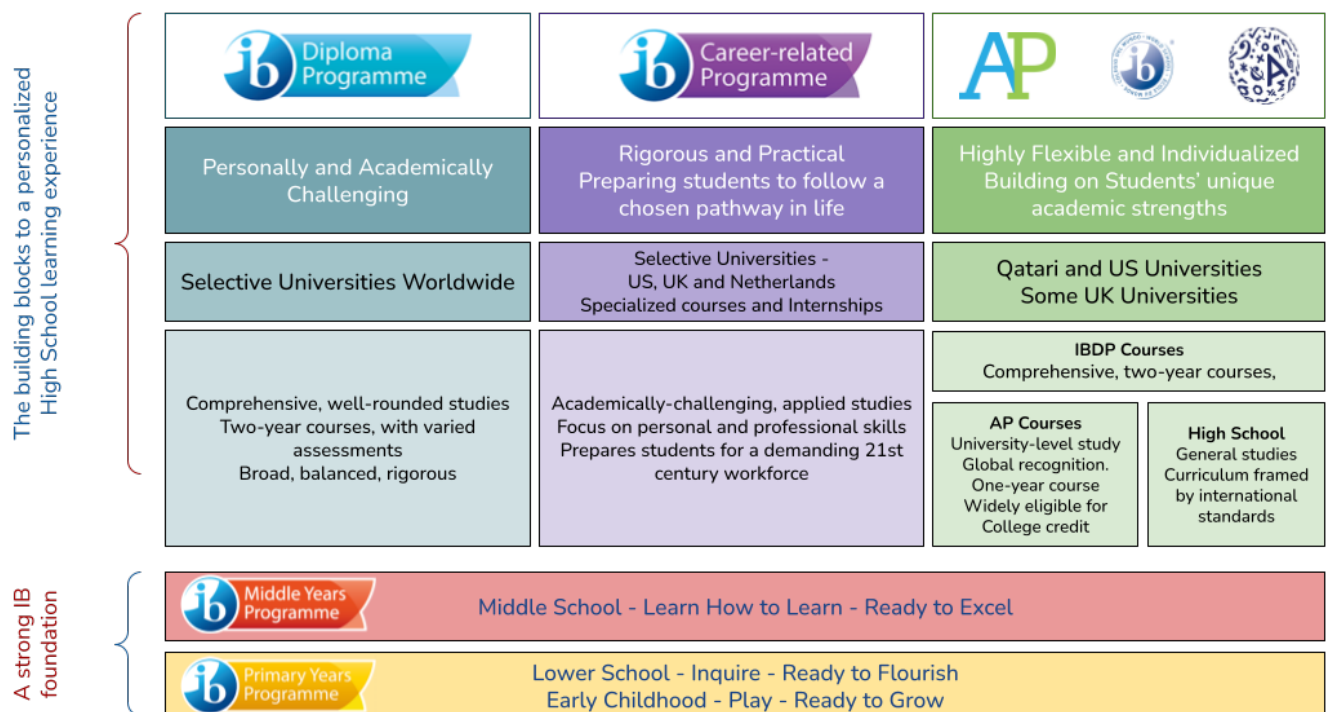 The building blocks to a personalized
High School learning experience
ib
Diploma
Programme
ib
Career-related
Programme
AP
ib
Personally and Academically
Challenging
Rigorous and Practical
Preparing students to follow a
chosen pathway in life
Highly Flexible and Individualized
Building on Students’ unique
academic strengths
Selective Universities Worldwide
Selective Universities -
US, UK and Netherlands
Specialized courses and Internships
Qatari and US Universities
Some UK Universities
Comprehensive, well-rounded studies
Two-year courses, with varied
assessments
Broad, balanced, rigorous
Academically-challenging, applied studies
Focus on personal and professional skills
Prepares students for a demanding 21st
century workforce
IBDP Courses
Comprehensive, two-year courses,
AP Courses
University-level study
Global recognition.
One-year course
Widely eligible for
College credit
High School
General studies
Curriculum framed
by international
standards
A strong IB
foundation
ib
Middle Years
Programme
Middle School - Learn How to Learn - Ready to Excel
ib
Primary Years
Programme
Lower School - Inquire - Ready to Flourish
Early Childhood - Play - Ready to Grow